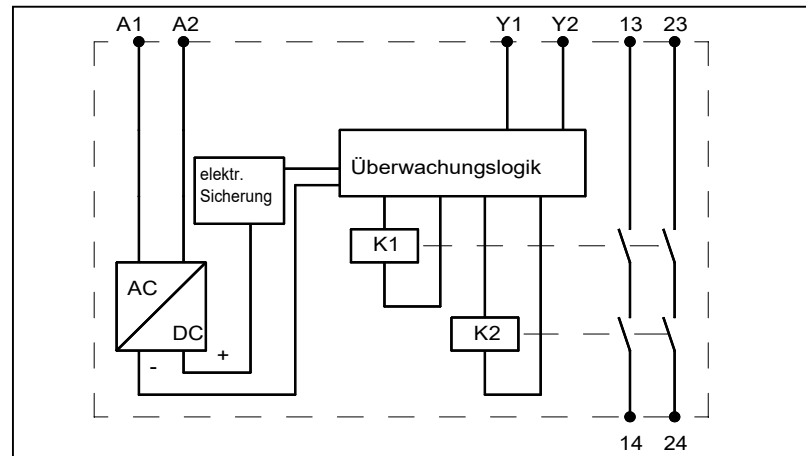 A1 A2 Y1 Y2 13 23
elektr.
Sicherung
Überwachungslogik
K1
AC
DC
K2
- +
14 24